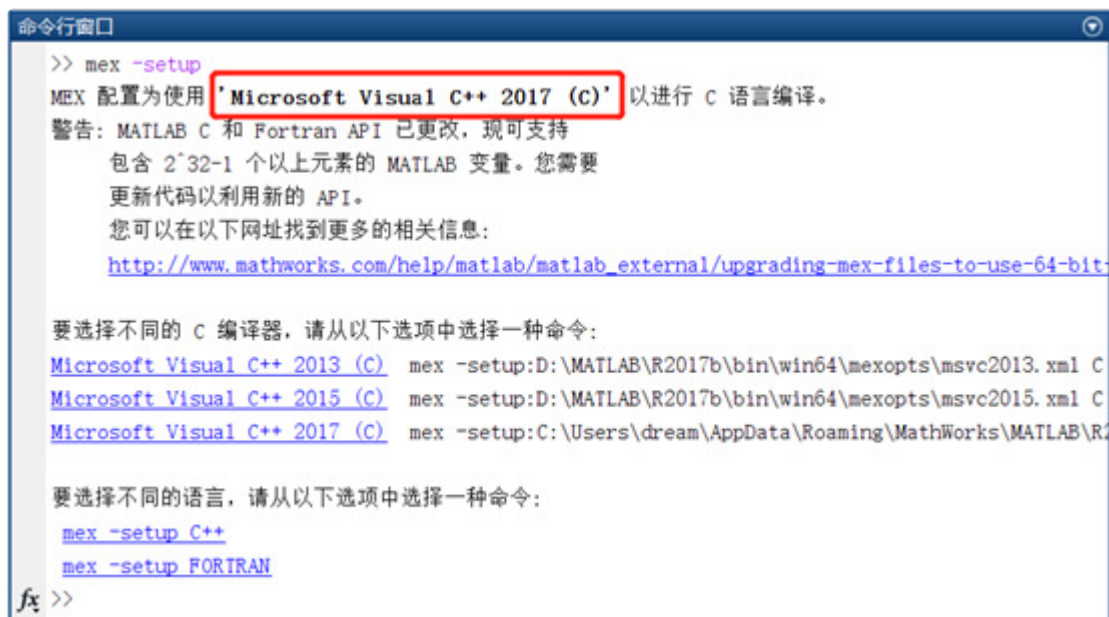 命令行窗口
>> mex -setup
MEX 配置为使用 'Microsoft Visual C++ 2017 (C)' 以进行 C 语言编译。
警告: MATLAB C 和 Fortran API 已更改，现可支持
包含 2^32-1 个以上元素的 MATLAB 变量。您需要
更新代码以利用新的 API。
您可以在以下网址找到更多的相关信息:
http://www.mathworks.com/help/matlab/matlab_external/upgrading-mex-files-to-use-64-bit-
要选择不同的 C 编译器，请从以下选项中选择一种命令:
Microsoft Visual C++ 2013 (C) mex -setup:D:\MATLAB\R2017b\bin\win64\mexopts\msvc2013.xml C
Microsoft Visual C++ 2015 (C) mex -setup:D:\MATLAB\R2017b\bin\win64\mexopts\msvc2015.xml C
Microsoft Visual C++ 2017 (C) mex -setup:C:\Users\dream\AppData\Roaming\MathWorks\MATLAB\R2
要选择不同的语言，请从以下选项中选择一种命令:
mex -setup C++
mex -setup FORTRAN
fx >>